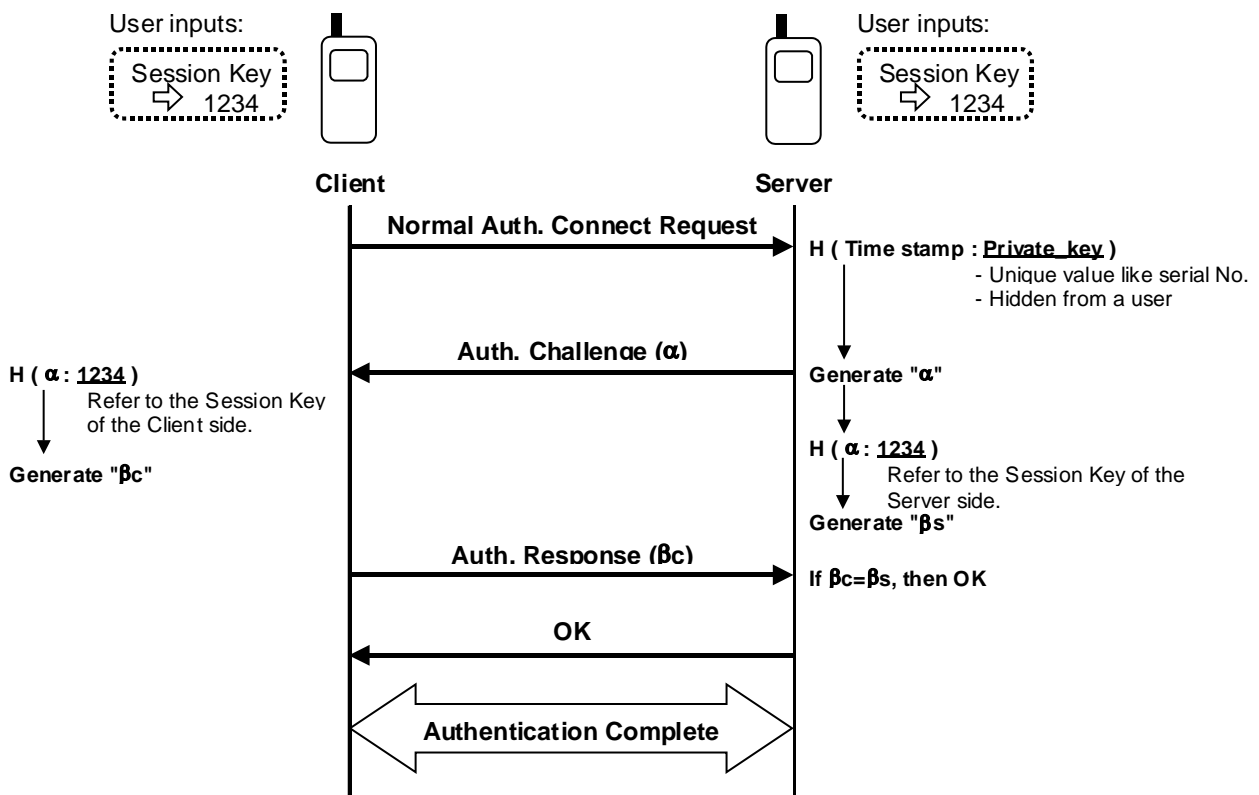 User inputs:
Session Key
1234
User inputs:
Session Key
1234
Client
Server
Normal Auth. Connect Request
H ( Time stamp : Private_key )
- Unique value like serial No.
- Hidden from a user
Auth. Challenge (α)
Generate "α"
H ( α : 1234 )
Refer to the Session Key
of the Client side.
Generate "βc"
H ( α : 1234 )
Refer to the Session Key of the
Server side.
Generate "βs"
Auth. Response (βc)
If βc=βs, then OK
OK
Authentication Complete